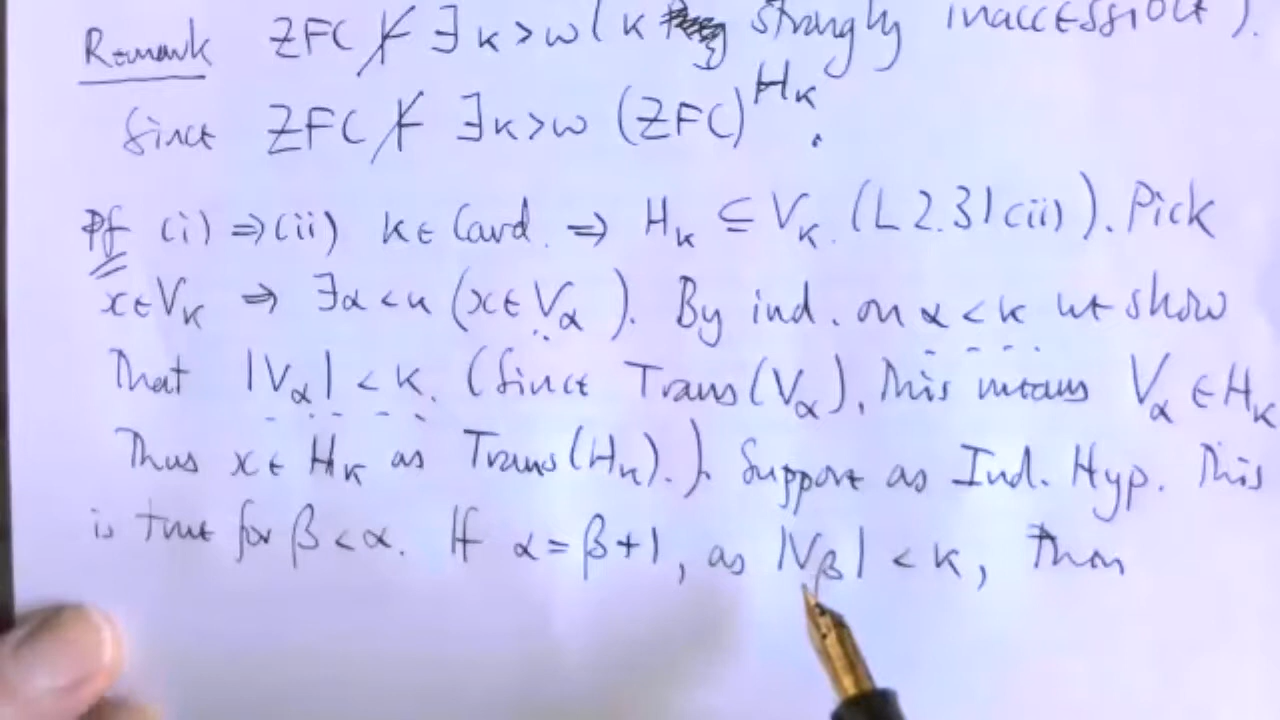 Remark ZFC ⊬ ∃κ>ω (κ strongly inaccessible).
Since ZFC ⊬ ∃κ>ω (ZFC)^{H_κ}.
Pf (i) ⇒ (ii) κ ∈ Card. ⇒ H_κ ⊆ V_κ. (L 2.31 (ii)). Pick
x ∈ V_κ ⇒ ∃α<κ (x ∈ V_α). By ind. on α < κ we show
That |V_α| < κ. (Since Trans(V_α), This means V_α ∈ H_κ
Thus x ∈ H_κ as Trans(H_κ).). Suppose as Ind. Hyp. This
is true for β < α. If α = β+1, as |V_β| < κ, Then